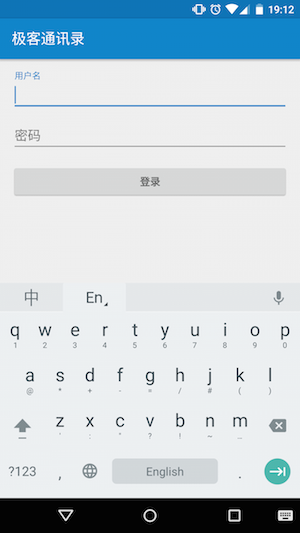 19:12
极客通讯录
用户名
密码
登录
中 En
q w e r t y u i o p
1 2 3 4 5 6 7 8 9 0
a s d f g h j k l
@ * + - = / # ( )
z x c v b n m
' : " ? ! ~ …
?123 , English .